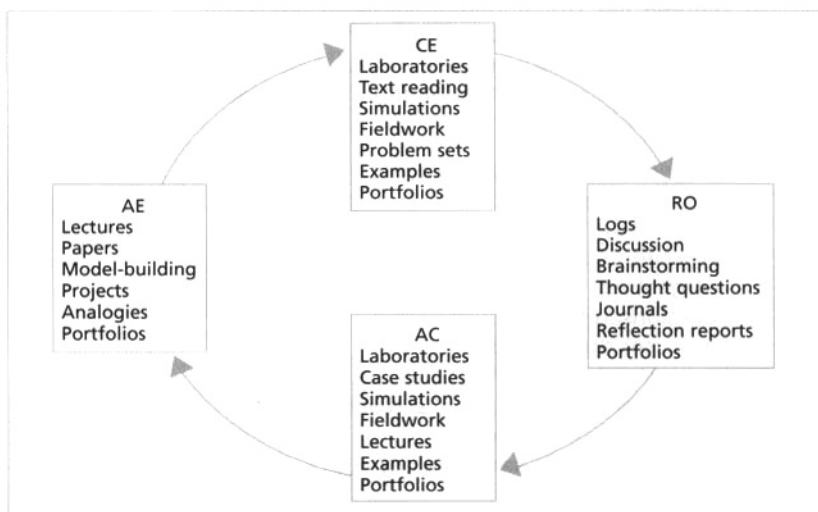 CE
Laboratories
Text reading
Simulations
Fieldwork
Problem sets
Examples
Portfolios
RO
Logs
Discussion
Brainstorming
Thought questions
Journals
Reflection reports
Portfolios
AC
Laboratories
Case studies
Simulations
Fieldwork
Lectures
Examples
Portfolios
AE
Lectures
Papers
Model-building
Projects
Analogies
Portfolios